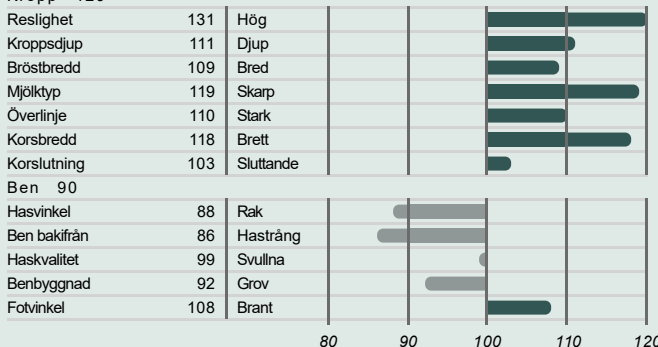 Reslighet 131 Hög
Kroppsdjup 111 Djup
Bröstbredd 109 Bred
Mjölktyp 119 Skarp
Överlinje 110 Stark
Korsbredd 118 Brett
Korslutning 103 Sluttande
Ben 90
Hasvinkel 88 Rak
Ben bakifrån 86 Hastrång
Haskvalitet 99 Svullna
Benbyggnad 92 Grov
Fotvinkel 108 Brant
80 90 100 110 120